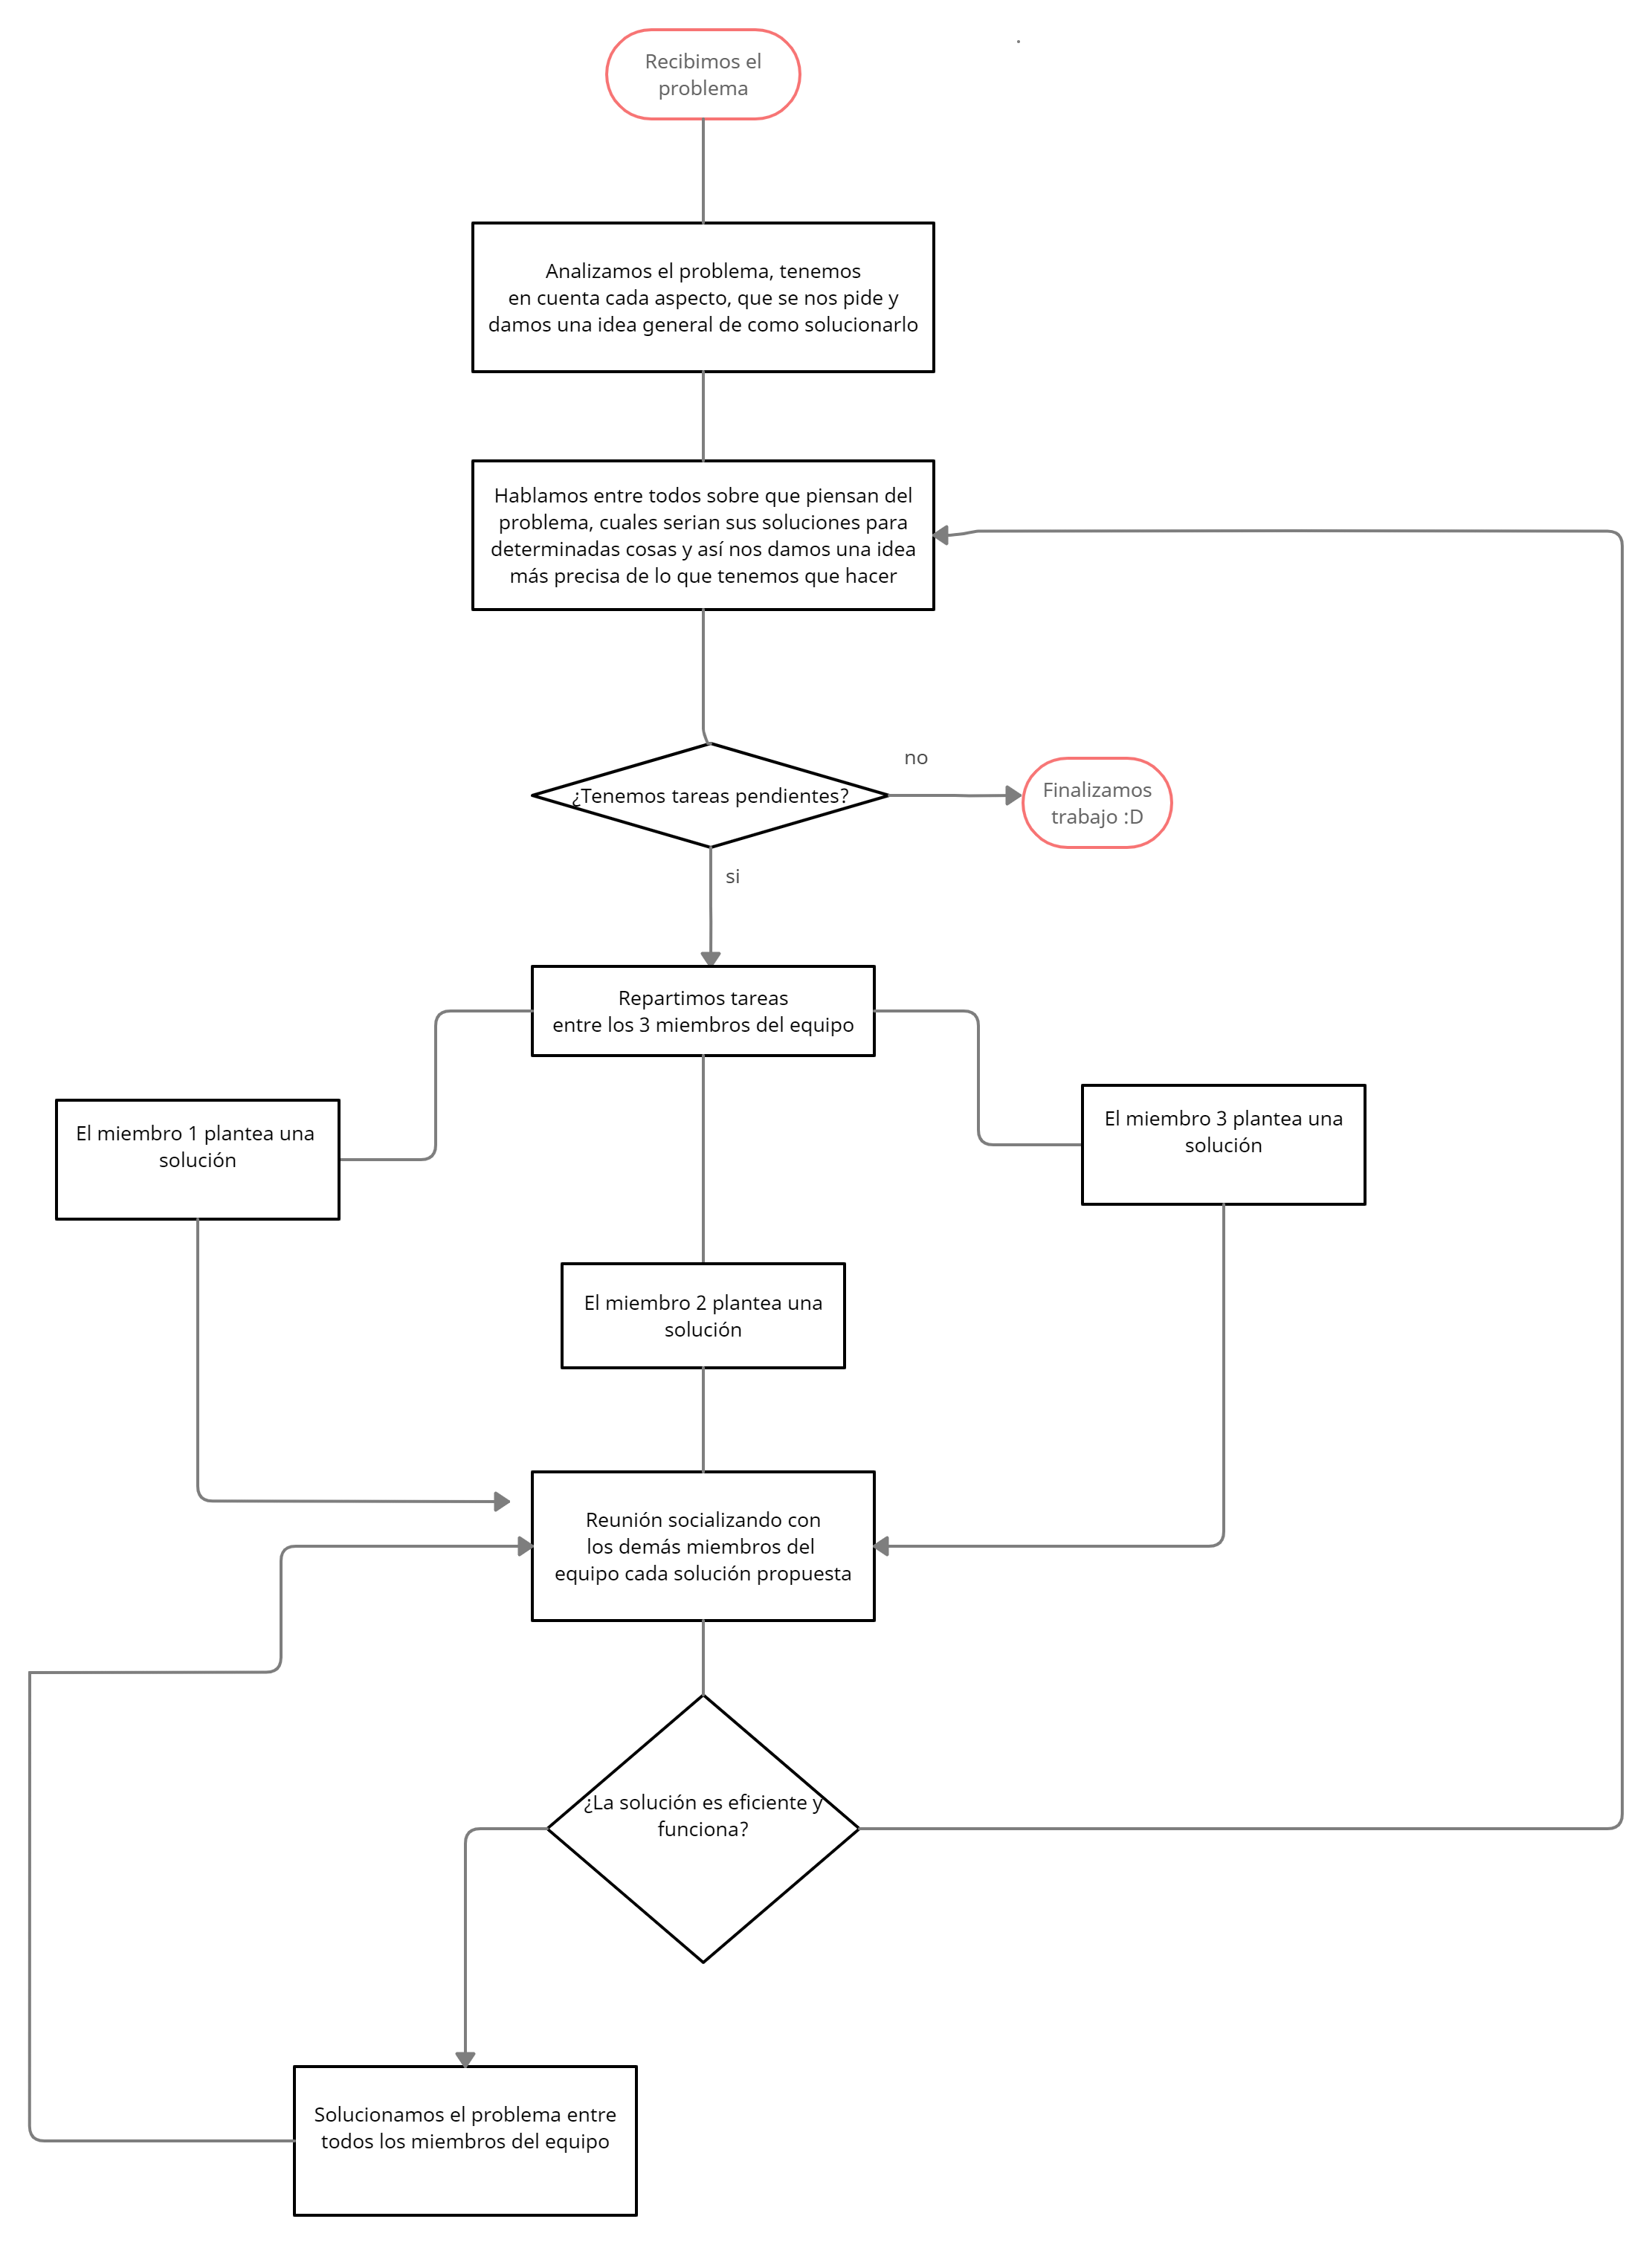 Recibimos el
problema
Analizamos el problema, tenemos
en cuenta cada aspecto, que se nos pide y
damos una idea general de como solucionarlo
Hablamos entre todos sobre que piensan del
problema, cuales serian sus soluciones para
determinadas cosas y así nos damos una idea
más precisa de lo que tenemos que hacer
¿Tenemos tareas pendientes?
no
Finalizamos
trabajo :D
si
Repartimos tareas
entre los 3 miembros del equipo
El miembro 1 plantea una
solución
El miembro 3 plantea una
solución
El miembro 2 plantea una
solución
Reunión socializando con
los demás miembros del
equipo cada solución propuesta
¿La solución es eficiente y
funciona?
Solucionamos el problema entre
todos los miembros del equipo